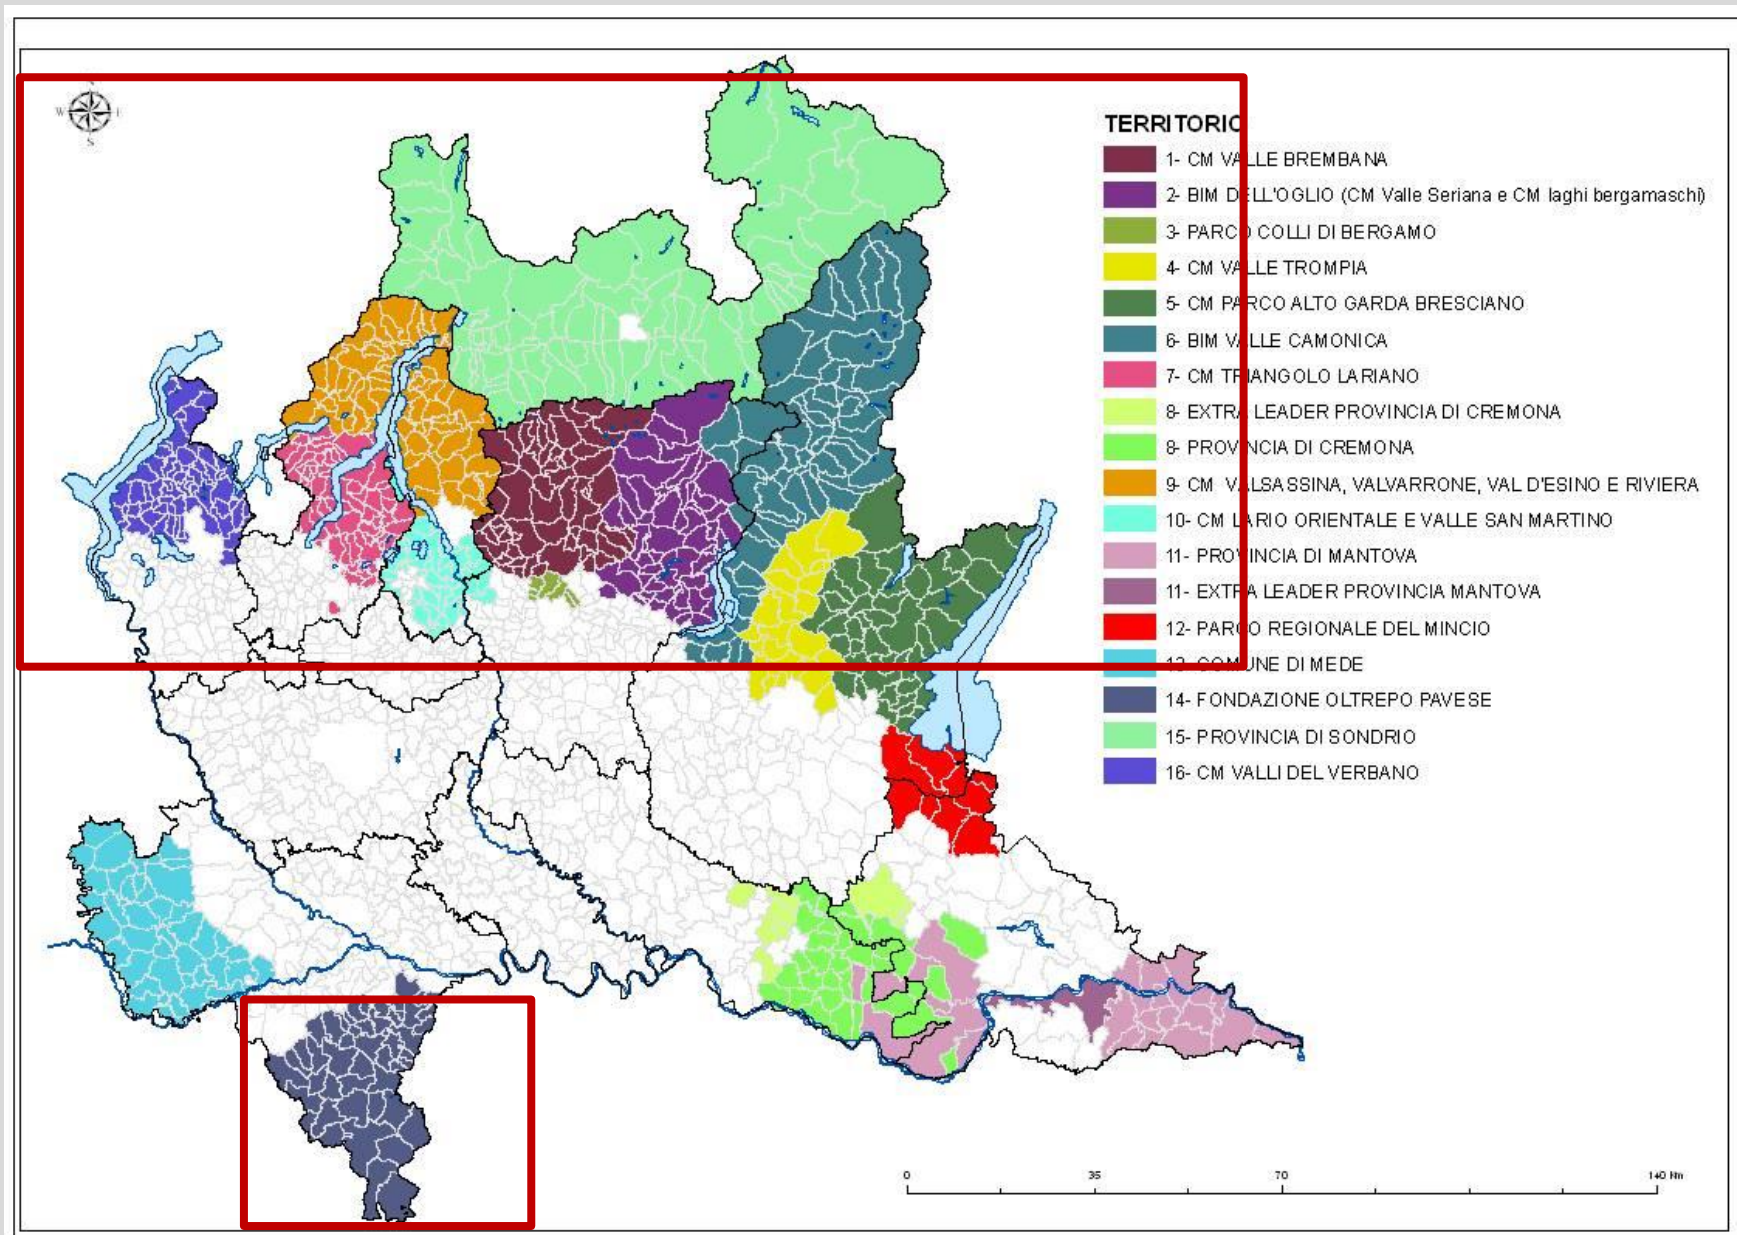 N
W E
S
TERRITORIO
1- CM VALLE BREMBANA
2- BIM DELL'OGLIO (CM Valle Seriana e CM laghi bergamaschi)
3- PARCO COLLI DI BERGAMO
4- CM VALLE TROMPIA
5- CM PARCO ALTO GARDA BRESCIANO
6- BIM VALLE CAMONICA
7- CM TRIANGOLO LARIANO
8- EXTRA LEADER PROVINCIA DI CREMONA
8- PROVINCIA DI CREMONA
9- CM VALSASSINA, VALVARRONE, VAL D'ESINO E RIVIERA
10- CM LARIO ORIENTALE E VALLE SAN MARTINO
11- PROVINCIA DI MANTOVA
11- EXTRA LEADER PROVINCIA MANTOVA
12- PARCO REGIONALE DEL MINCIO
13- COMUNE DI MEDE
14- FONDAZIONE OLTREPO PAVESE
15- PROVINCIA DI SONDRIO
16- CM VALLI DEL VERBANO
0 35 70 140 Km